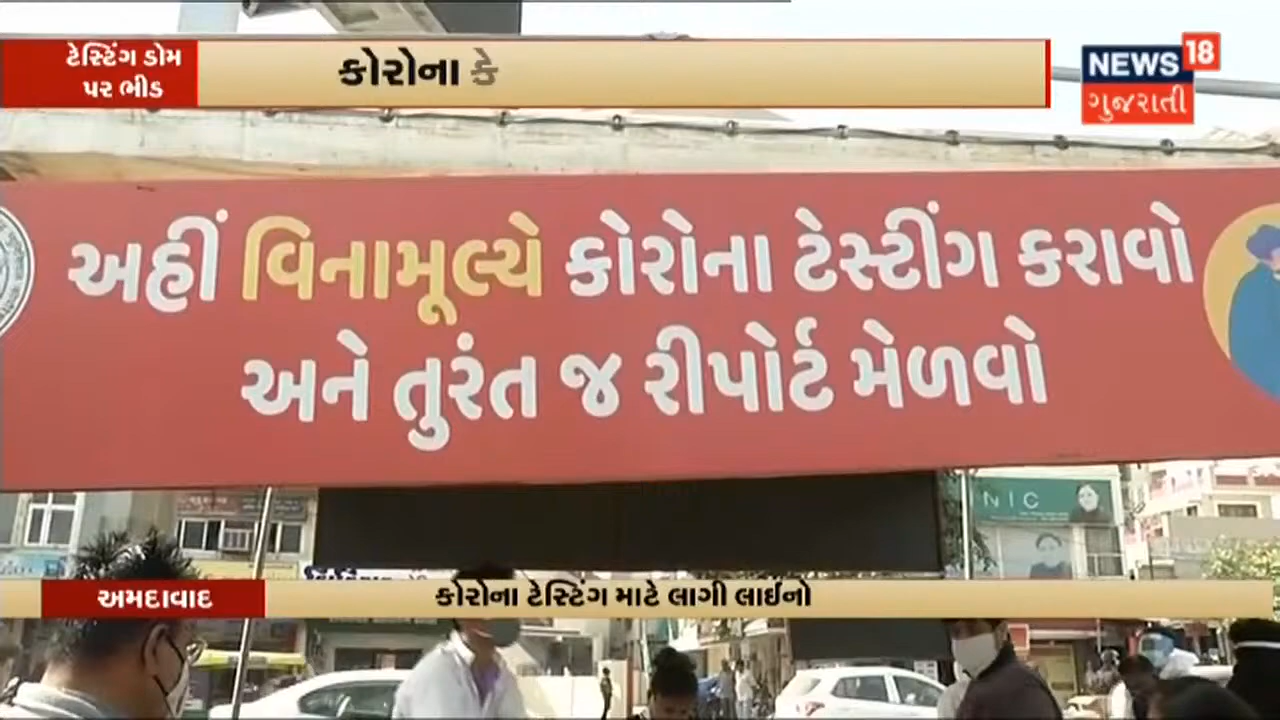 ટેસ્ટિંગ ડોમ
પર ભીડ
કોરોના કે
NEWS 18
ગુજરાતી
અહીં વિનામૂલ્યે કોરોના ટેસ્ટીંગ કરાવો
અને તુરંત જ રીપોર્ટ મેળવો
NIC
અમદાવાદ
કોરોના ટેસ્ટિંગ માટે લાગી લાઈનો